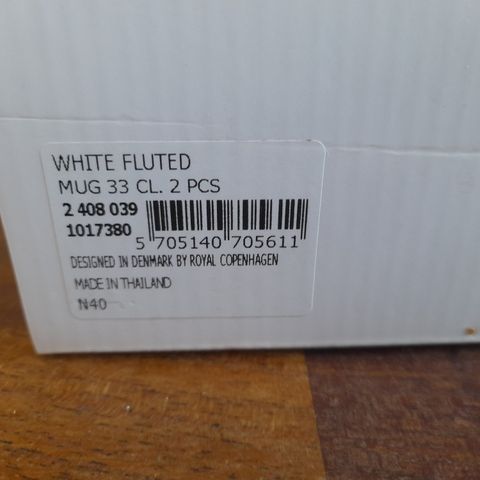 WHITE FLUTED
MUG 33 CL. 2 PCS
2 408 039
1017380
5 705140 705611
DESIGNED IN DENMARK BY ROYAL COPENHAGEN
MADE IN THAILAND
N40